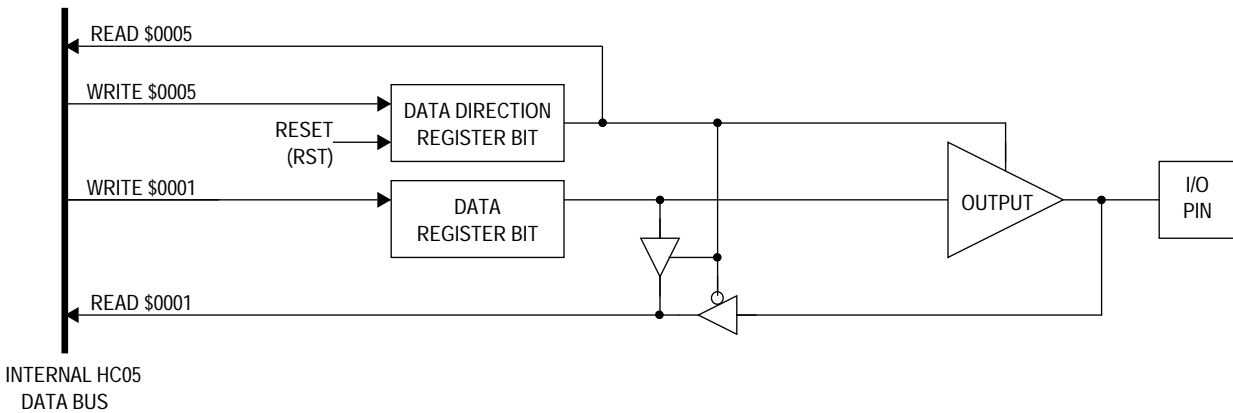 READ $0005
WRITE $0005
DATA DIRECTION
REGISTER BIT
RESET
(RST)
WRITE $0001
DATA
REGISTER BIT
OUTPUT
I/O
PIN
READ $0001
INTERNAL HC05
DATA BUS